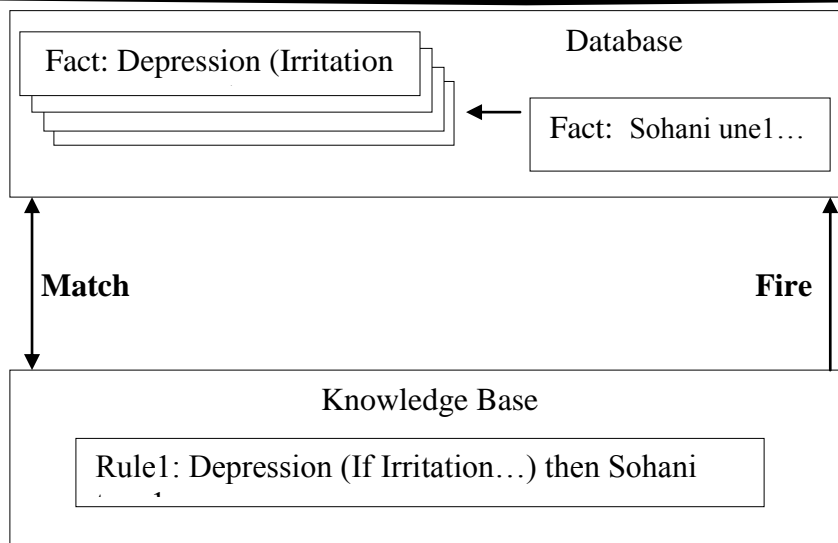 Database
Fact: Depression (Irritation
Fact: Sohani une1…
Match
Fire
Knowledge Base
Rule1: Depression (If Irritation…) then Sohani